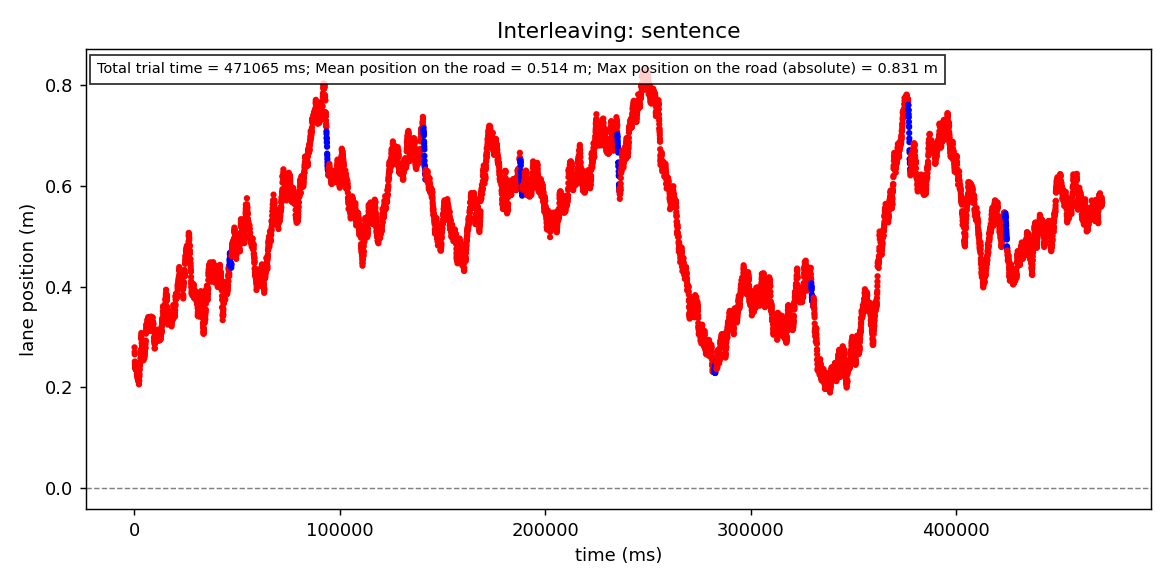 Interleaving: sentence
Total trial time = 471065 ms; Mean position on the road = 0.514 m; Max position on the road (absolute) = 0.831 m
lane position (m)
0.8
0.6
0.4
0.2
0.0
0 100000 200000 300000 400000
time (ms)